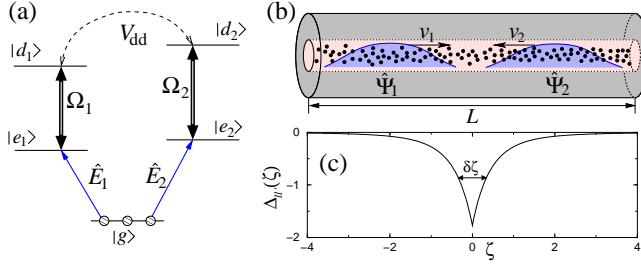 (a)
|d₁>
V_dd
|d₂>
Ω₁
Ω₂
|e₁>
|e₂>
Ê₁
Ê₂
|g>
(b)
v₁
v₂
Ψ̂₁
Ψ̂₂
L
(c)
0
−1
−2
Δ_ll'(ζ)
δζ
−4
−2
0
2
4
ζ